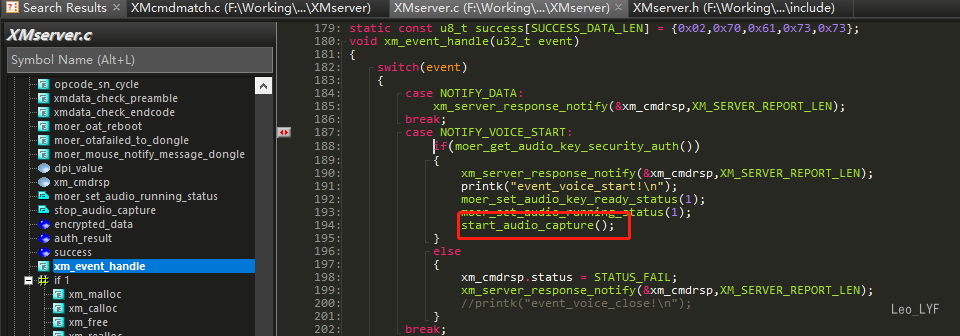 Search Results
XMcmdmatch.c (F:\Working\...\XMserver)
XMserver.c (F:\Working\...\XMserver)
XMserver.h (F:\Working\...\include)
XMserver.c
Symbol Name (Alt+L)
opcode_sn_cycle
xmdata_check_preamble
xmdata_check_endcode
moer_oat_reboot
moer_otafailed_to_dongle
moer_mouse_notify_message_dongle
dpi_value
xm_cmdrsp
moer_set_audio_running_status
stop_audio_capture
encrypted_data
auth_result
success
xm_event_handle
if 1
xm_malloc
xm_calloc
xm_free
179: static const u8_t success[SUCCESS_DATA_LEN] = {0x02,0x70,0x61,0x73,0x73};
180: void xm_event_handle(u32_t event)
181: {
182: switch(event)
183: {
184: case NOTIFY_DATA:
185: xm_server_response_notify(&xm_cmdrsp,XM_SERVER_REPORT_LEN);
186: break;
187: case NOTIFY_VOICE_START:
188: if(moer_get_audio_key_security_auth())
189: {
190: xm_server_response_notify(&xm_cmdrsp,XM_SERVER_REPORT_LEN);
191: printk("event_voice_start!\n");
192: moer_set_audio_key_ready_status(1);
193: moer_set_audio_running_status(1);
194: start_audio_capture();
195: }
196: else
197: {
198: xm_cmdrsp.status = STATUS_FAIL;
199: xm_server_response_notify(&xm_cmdrsp,XM_SERVER_REPORT_LEN);
200: //printk("event_voice_close!\n");
201: }
202: break;
Leo_LYF